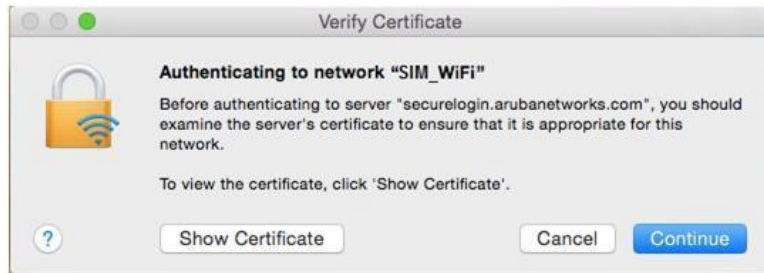 Verify Certificate
Authenticating to network “SIM_WiFi”
Before authenticating to server "securelogin.arubanetworks.com", you should
examine the server's certificate to ensure that it is appropriate for this
network.
To view the certificate, click 'Show Certificate'.
? Show Certificate Cancel Continue